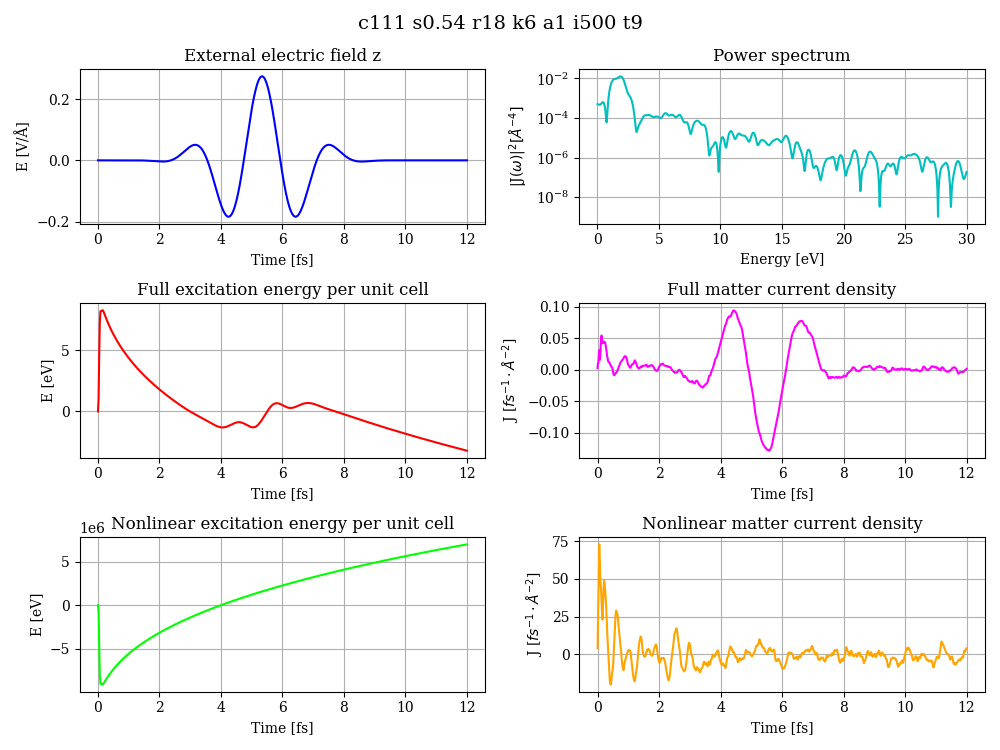 c111 s0.54 r18 k6 a1 i500 t9
External electric field z
E [V/Å]
0.2
0.0
−0.2
0 2 4 6 8 10 12
Time [fs]
Power spectrum
|J(ω)|²[Å⁻⁴]
10⁻²
10⁻⁴
10⁻⁶
10⁻⁸
0 5 10 15 20 25 30
Energy [eV]
Full excitation energy per unit cell
E [eV]
5
0
0 2 4 6 8 10 12
Time [fs]
Full matter current density
J [fs⁻¹·Å⁻²]
0.10
0.05
0.00
−0.05
−0.10
0 2 4 6 8 10 12
Time [fs]
1e6
Nonlinear excitation energy per unit cell
E [eV]
5
0
−5
0 2 4 6 8 10 12
Time [fs]
Nonlinear matter current density
J [fs⁻¹·Å⁻²]
75
50
25
0
0 2 4 6 8 10 12
Time [fs]